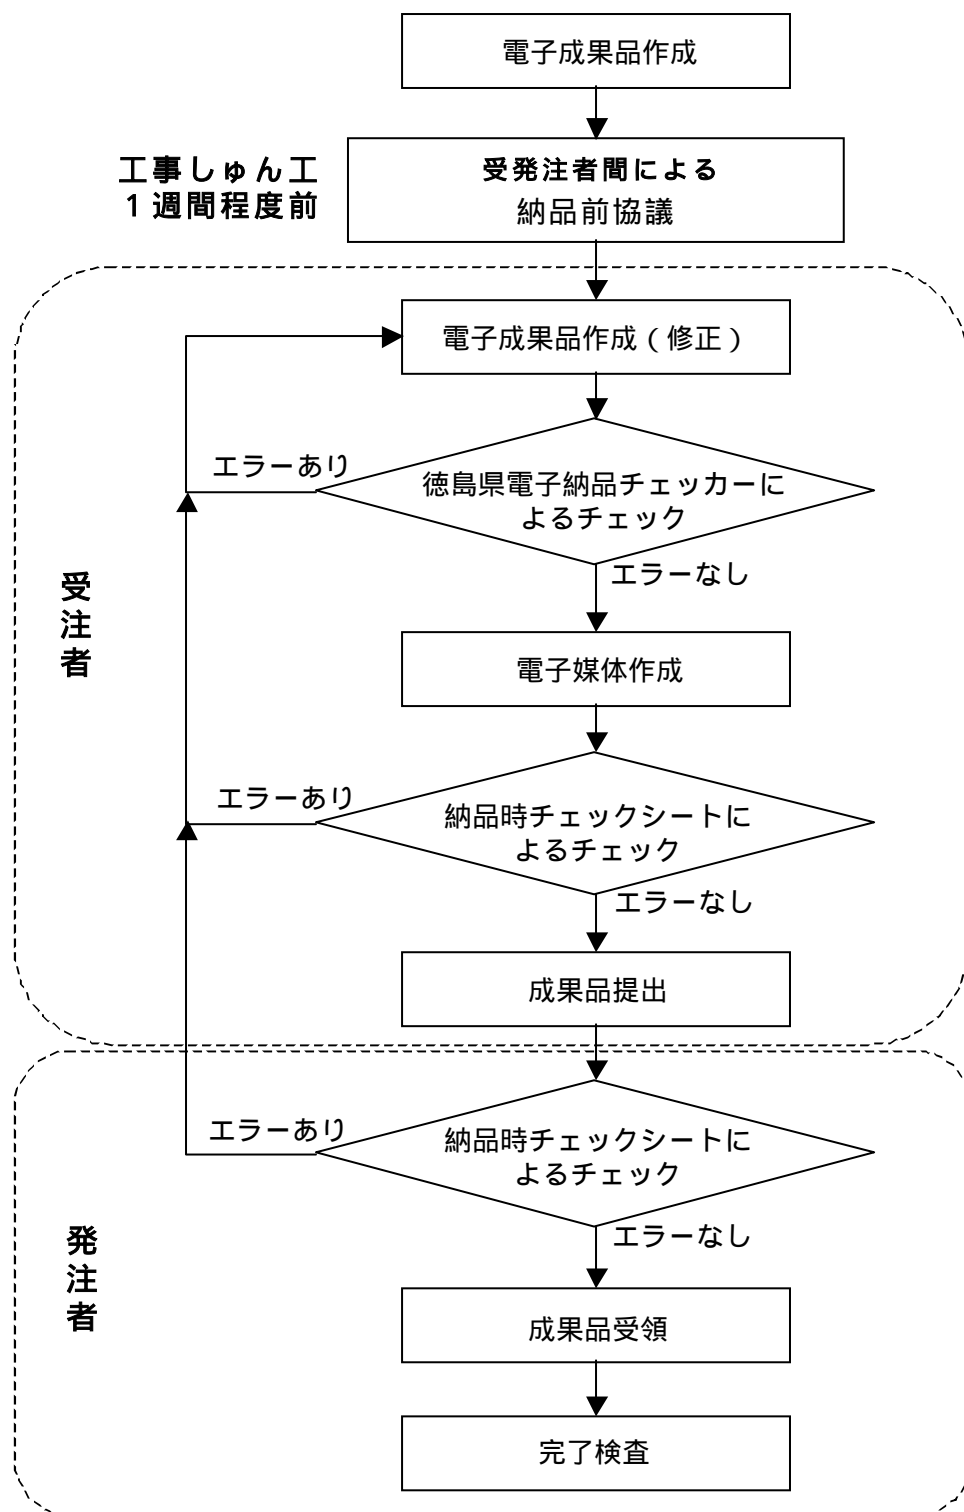 電子成果品作成
工事しゅん工
1週間程度前
受発注者間による
納品前協議
電子成果品作成（修正）
エラーあり
徳島県電子納品チェッカーに
よるチェック
エラーなし
受注者
電子媒体作成
エラーあり
納品時チェックシートに
よるチェック
エラーなし
成果品提出
エラーあり
納品時チェックシートに
よるチェック
エラーなし
発注者
成果品受領
完了検査